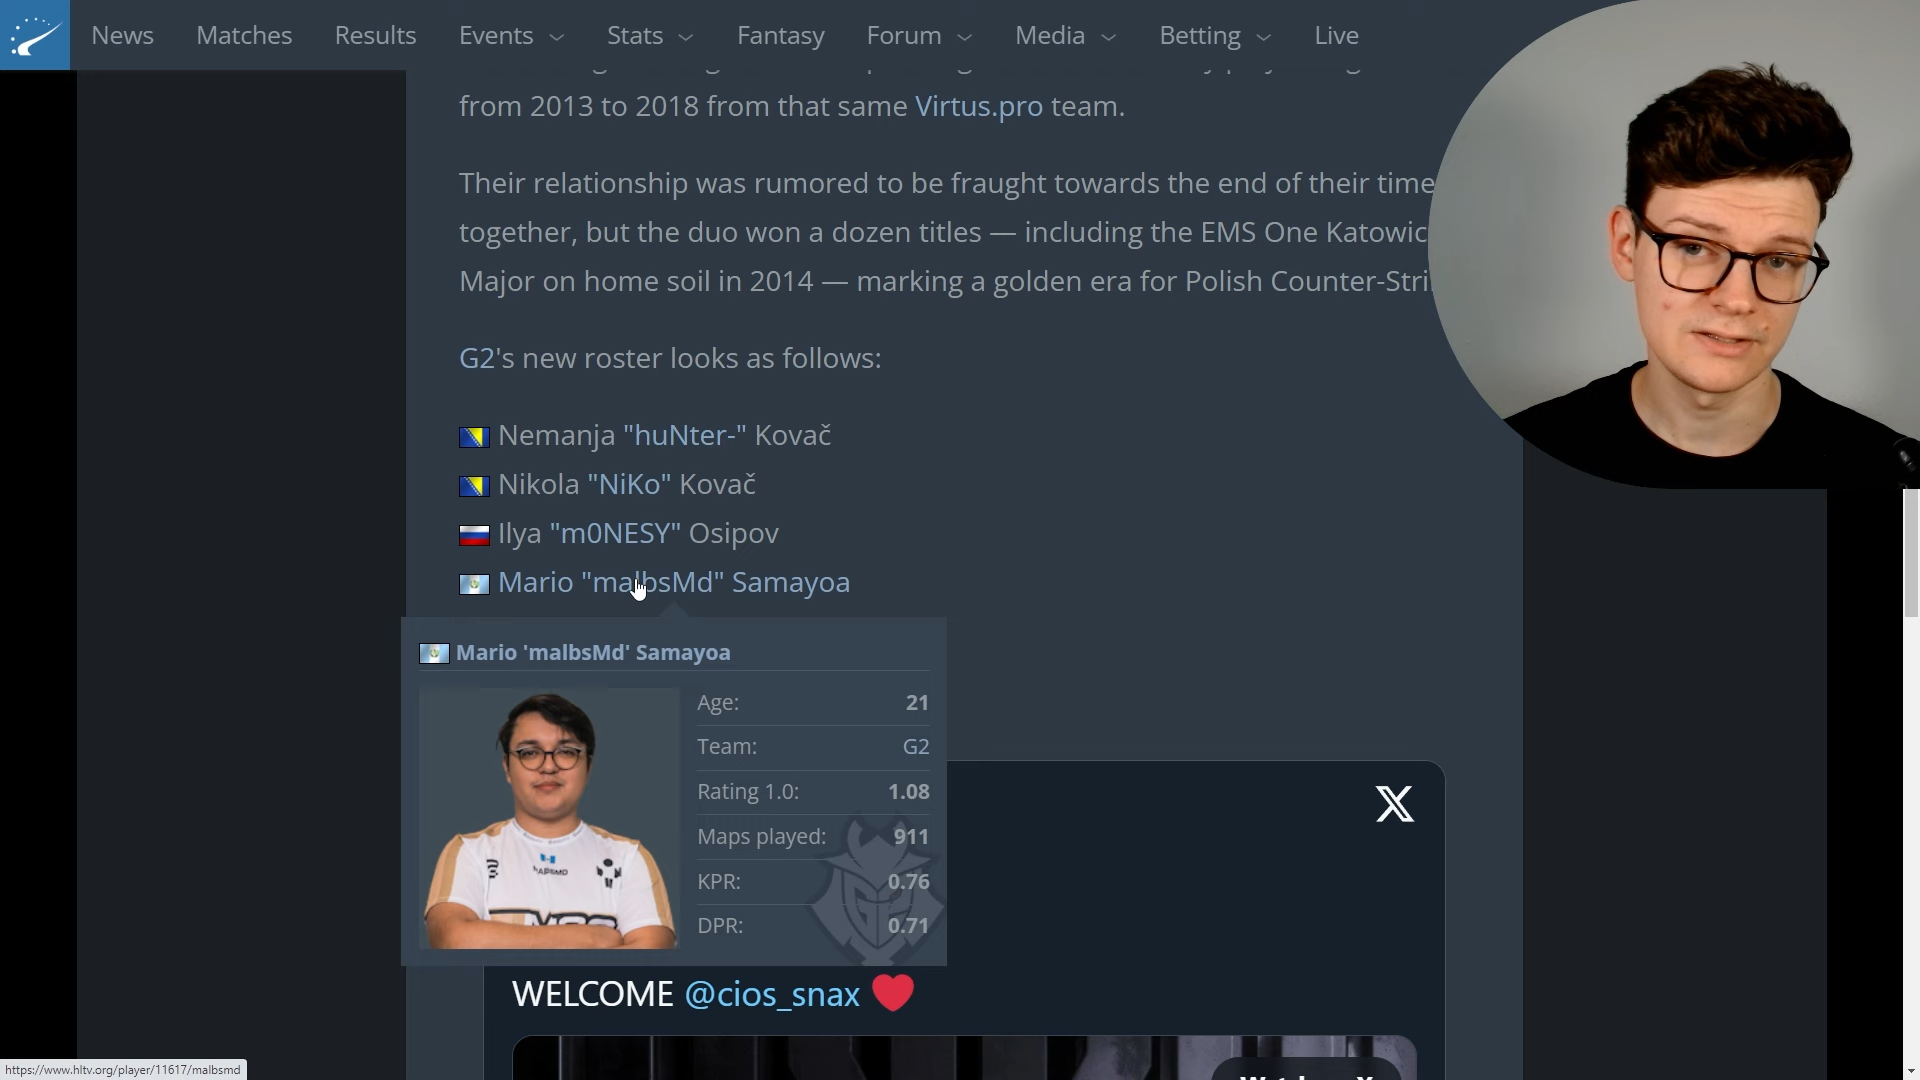 News Matches Results Events Stats Fantasy Forum Media Betting Live
from 2013 to 2018 from that same Virtus.pro team.
Their relationship was rumored to be fraught towards the end of their time
together, but the duo won a dozen titles — including the EMS One Katowic
Major on home soil in 2014 — marking a golden era for Polish Counter-Stri
G2's new roster looks as follows:
Nemanja "huNter-" Kovač
Nikola "NiKo" Kovač
Ilya "m0NESY" Osipov
Mario "malbsMd" Samayoa
Mario 'malbsMd' Samayoa
Age: 21
Team: G2
Rating 1.0: 1.08
Maps played: 911
KPR: 0.76
DPR: 0.71
WELCOME @cios_snax ❤️
https://www.hltv.org/player/11617/malbsmd